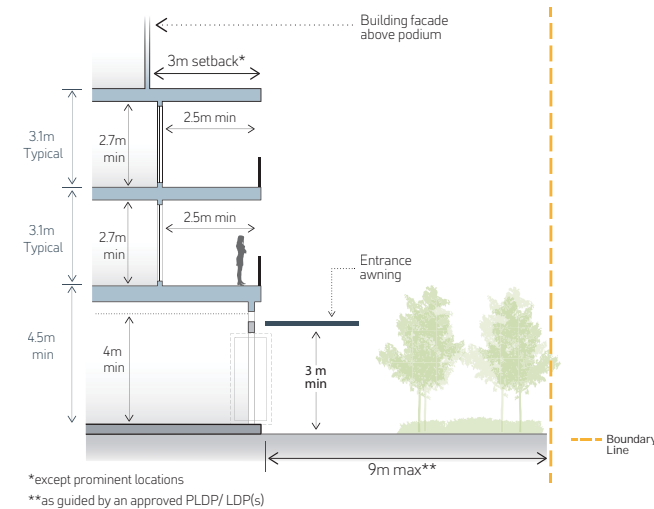 Building facade
above podium
3m setback*
2.5m min
3.1m
Typical
2.7m
min
2.5m min
3.1m
Typical
2.7m
min
Entrance
awning
4.5m
min
4m
min
3 m
min
Boundary
Line
9m max**
*except prominent locations
**as guided by an approved PLDP/ LDP(s)